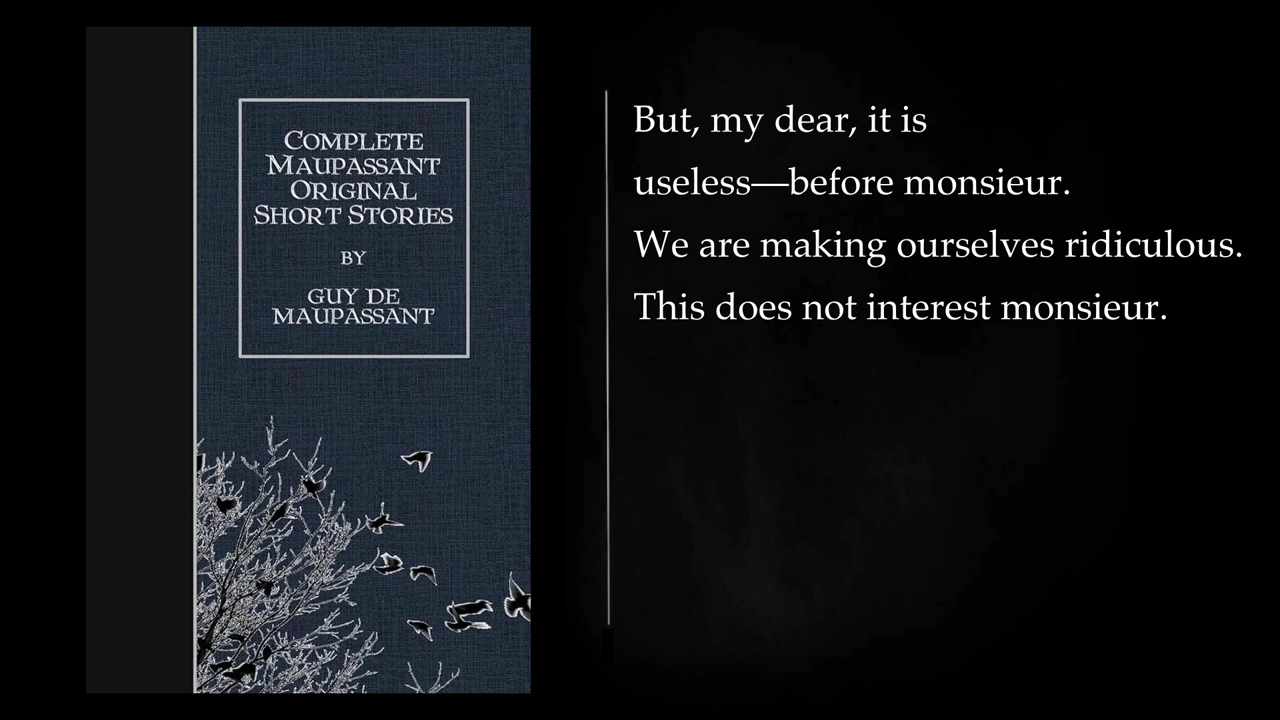 COMPLETE
MAUPASSANT
ORIGINAL
SHORT STORIES
BY
GUY DE
MAUPASSANT
But, my dear, it is
useless—before monsieur.
We are making ourselves ridiculous.
This does not interest monsieur.